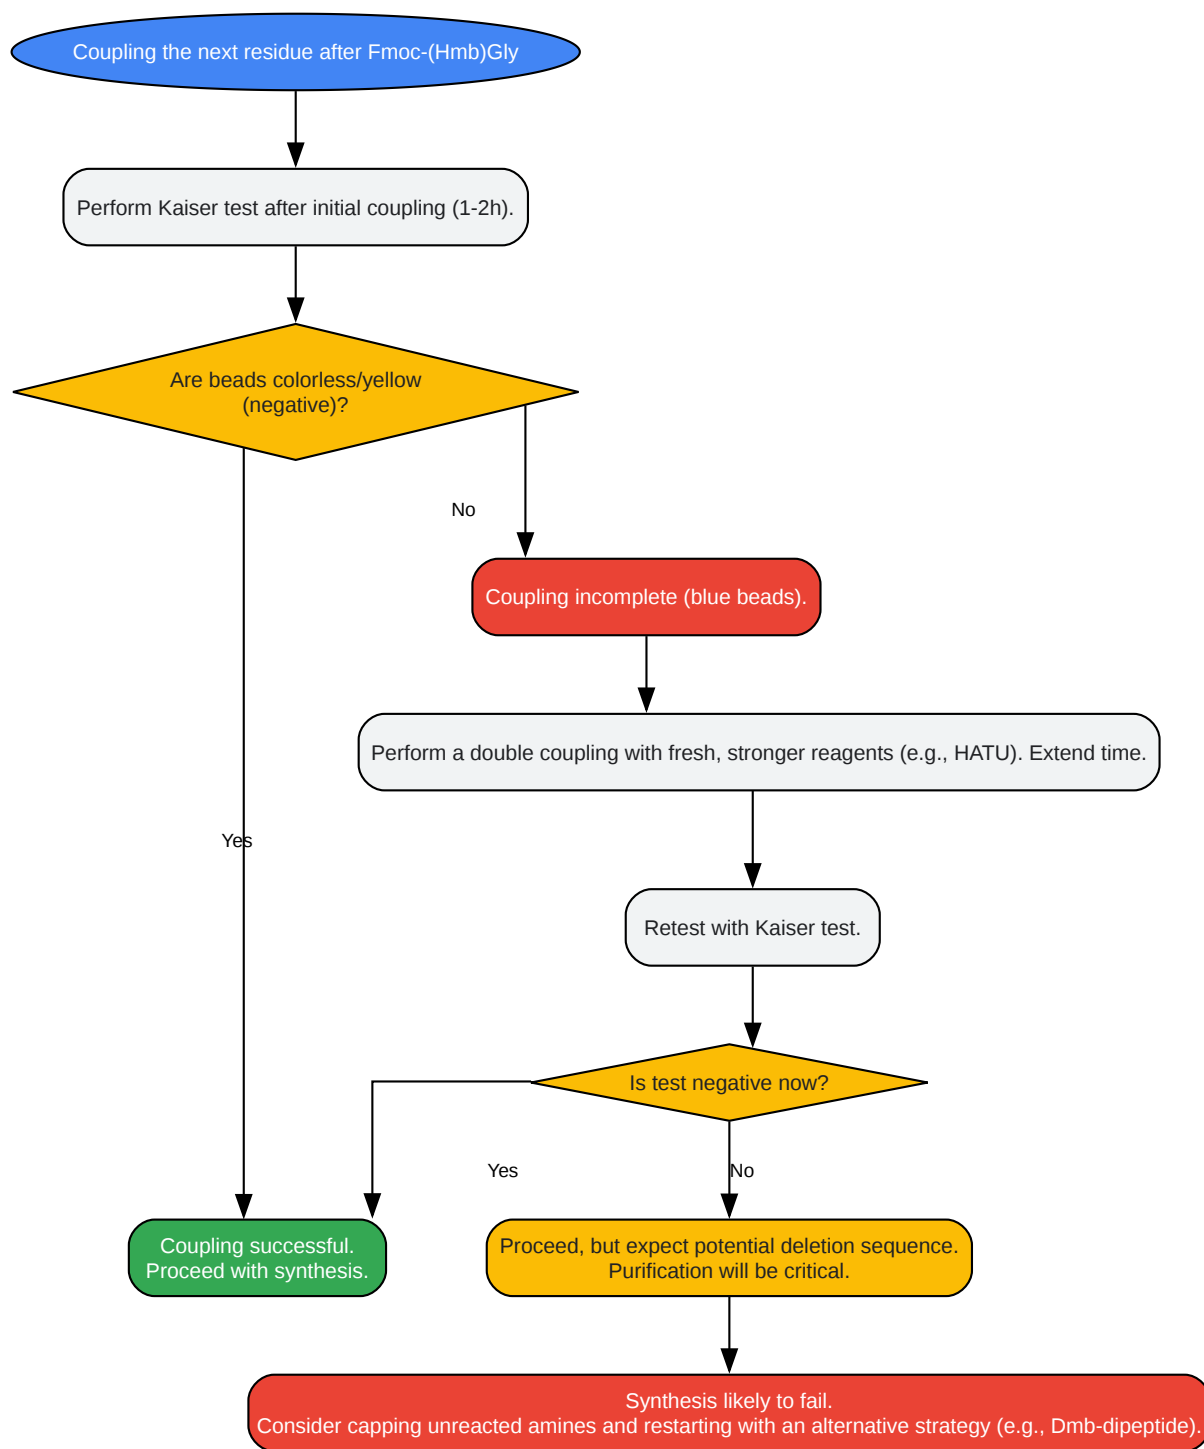 Coupling the next residue after Fmoc-(Hmb)Gly
Perform Kaiser test after initial coupling (1-2h).
Are beads colorless/yellow
(negative)?
No
Coupling incomplete (blue beads).
Perform a double coupling with fresh, stronger reagents (e.g., HATU). Extend time.
Yes
Retest with Kaiser test.
Is test negative now?
Yes
No
Coupling successful.
Proceed with synthesis.
Proceed, but expect potential deletion sequence.
Purification will be critical.
Synthesis likely to fail.
Consider capping unreacted amines and restarting with an alternative strategy (e.g., Dmb-dipeptide).